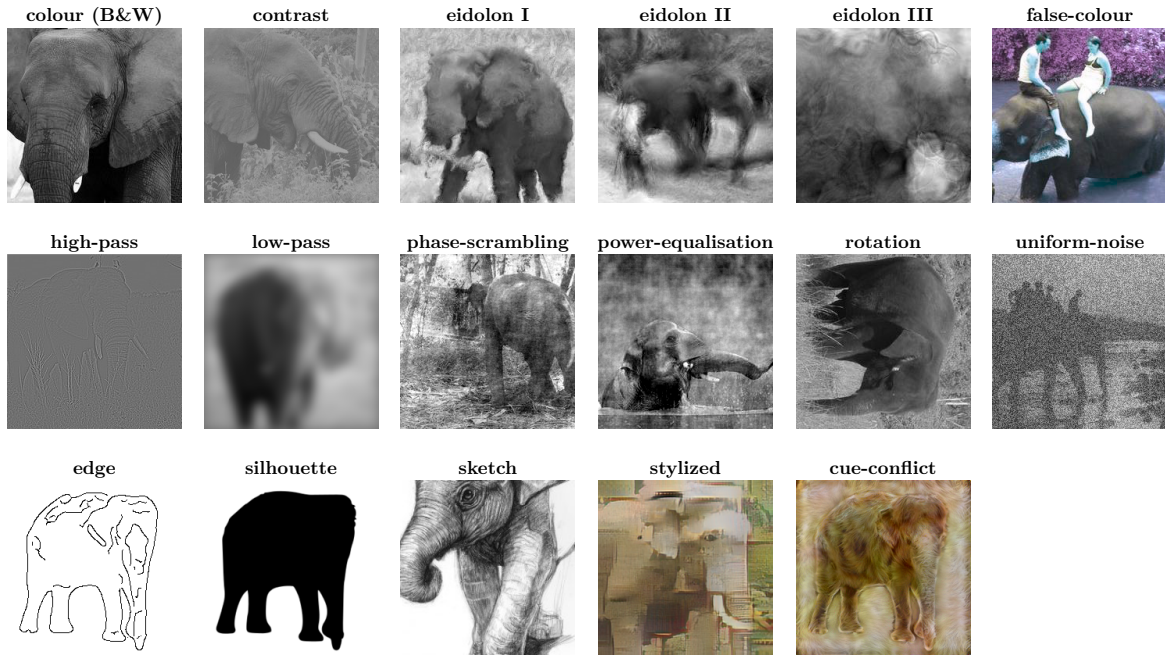 colour (B&W)
contrast
eidolon I
eidolon II
eidolon III
false-colour
high-pass
low-pass
phase-scrambling
power-equalisation
rotation
uniform-noise
edge
silhouette
sketch
stylized
cue-conflict